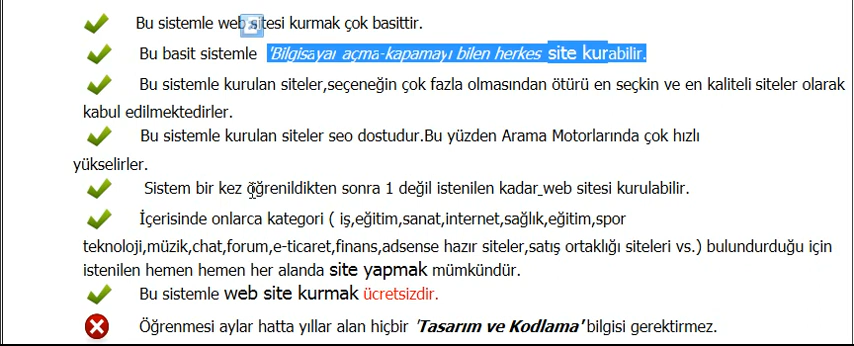 Bu sistemle web sitesi kurmak çok basittir.
Bu basit sistemle 'Bilgisayaı açma-kapamayı bilen herkes site kurabilir.
Bu sistemle kurulan siteler,seçeneğin çok fazla olmasından ötürü en seçkin ve en kaliteli siteler olarak
kabul edilmektedirler.
Bu sistemle kurulan siteler seo dostudur.Bu yüzden Arama Motorlarında çok hızlı
yükselirler.
Sistem bir kez öğrenildikten sonra 1 değil istenilen kadar web sitesi kurulabilir.
İçerisinde onlarca kategori ( iş,eğitim,sanat,internet,sağlık,eğitim,spor
teknoloji,müzik,chat,forum,e-ticaret,finans,adsense hazır siteler,satış ortaklığı siteleri vs.) bulundurduğu için
istenilen hemen hemen her alanda site yapmak mümkündür.
Bu sistemle web site kurmak ücretsizdir.
Öğrenmesi aylar hatta yıllar alan hiçbir 'Tasarım ve Kodlama' bilgisi gerektirmez.